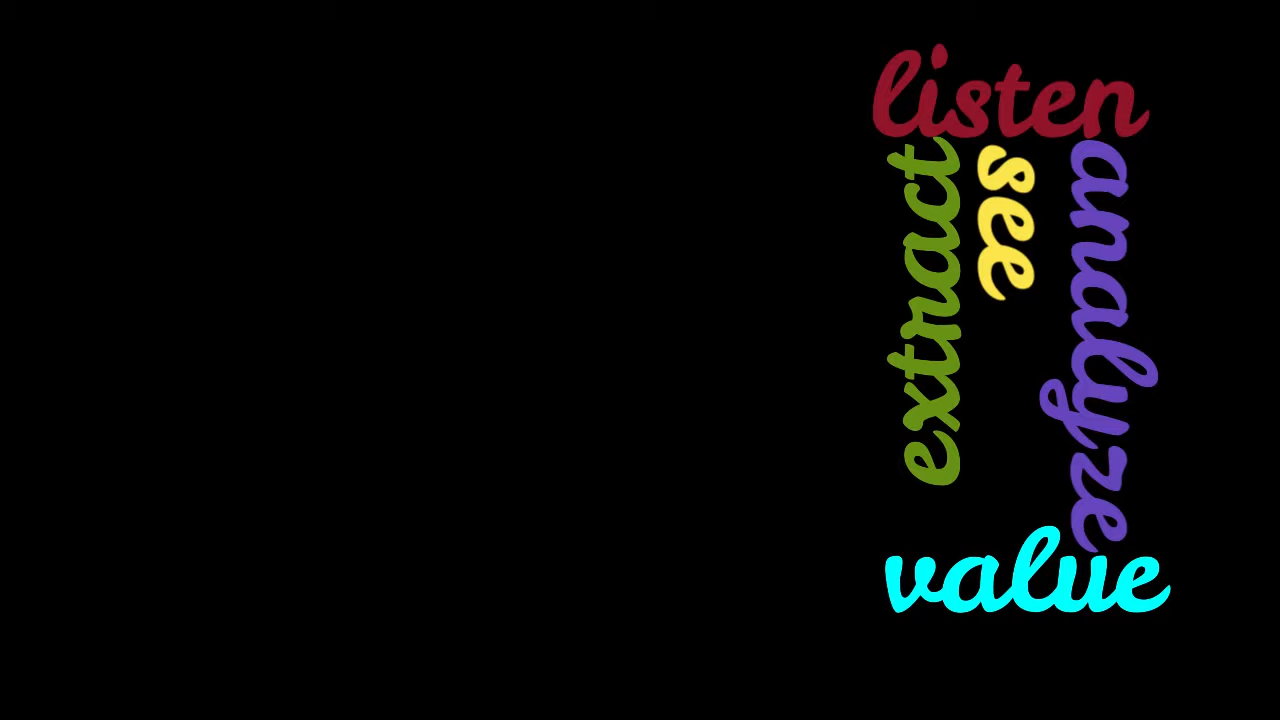 listen
extract
see
analyze
value